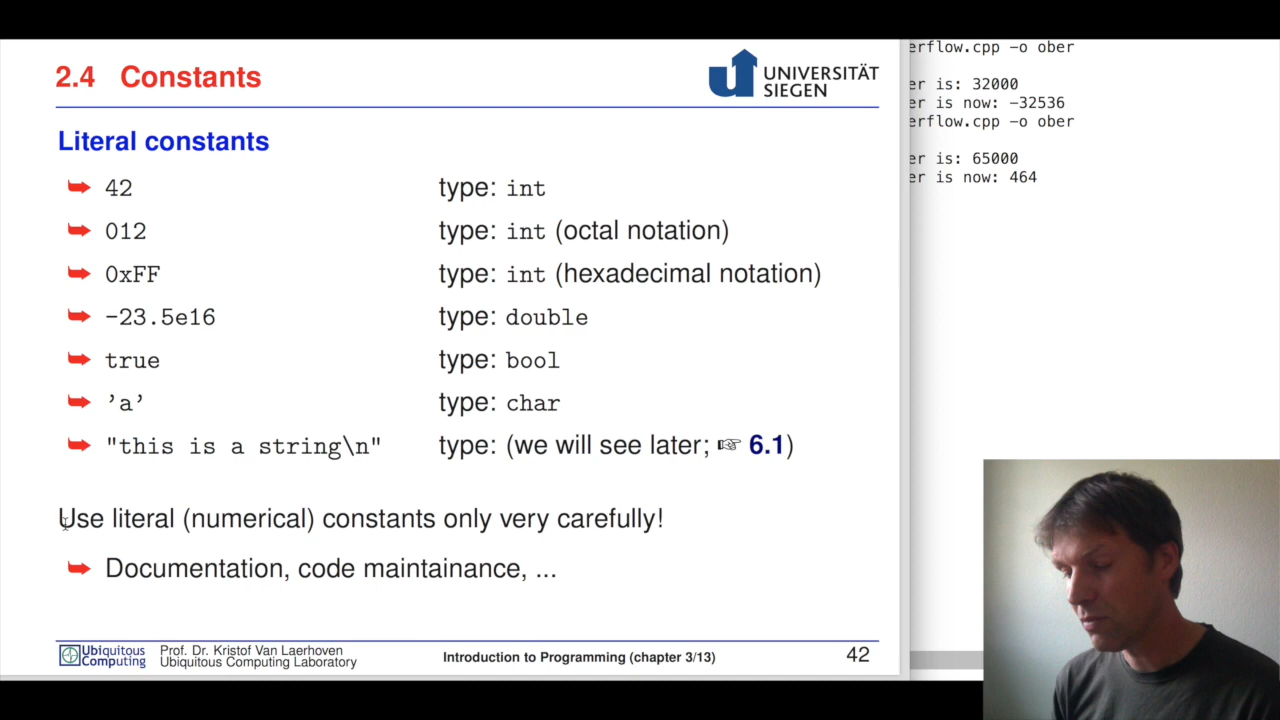 2.4 Constants
UNIVERSITÄT
SIEGEN
Literal constants
42 type: int
012 type: int (octal notation)
0xFF type: int (hexadecimal notation)
-23.5e16 type: double
true type: bool
'a' type: char
"this is a string\n" type: (we will see later; ☞ 6.1)
Use literal (numerical) constants only very carefully!
Documentation, code maintainance, ...
Ubiquitous
Computing
Prof. Dr. Kristof Van Laerhoven
Ubiquitous Computing Laboratory
Introduction to Programming (chapter 3/13)
42
erflow.cpp -o ober
er is: 32000
er is now: -32536
erflow.cpp -o ober
er is: 65000
er is now: 464